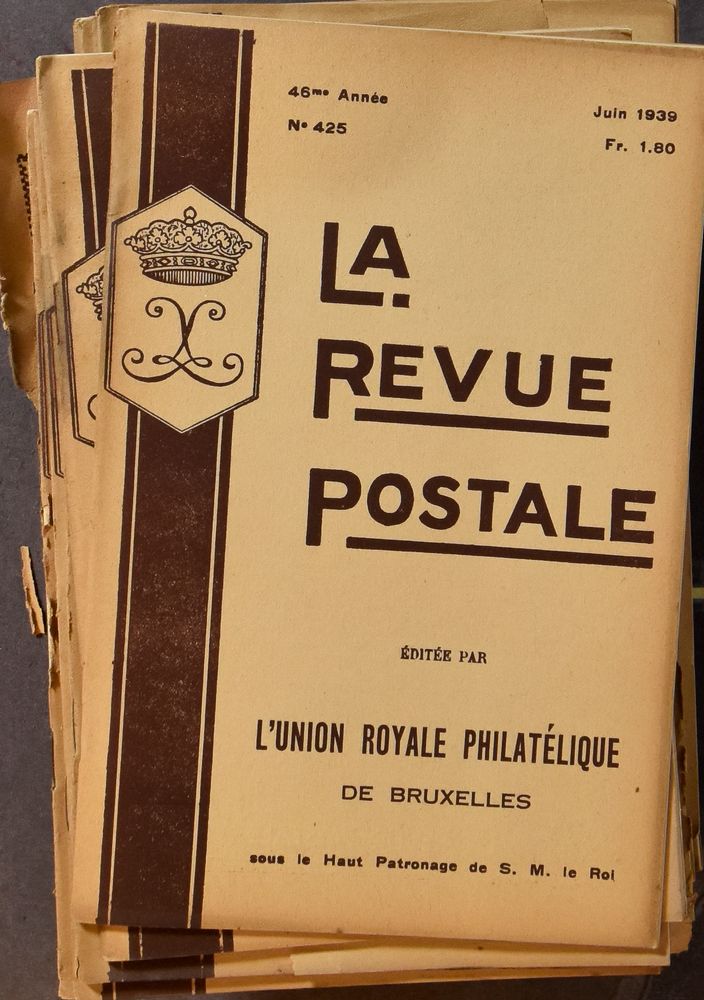 46me Année
Juin 1939
N° 425
Fr. 1.80
LA
REVUE
POSTALE
ÉDITÉE PAR
L'UNION ROYALE PHILATÉLIQUE
DE BRUXELLES
sous le Haut Patronage de S. M. le Roi